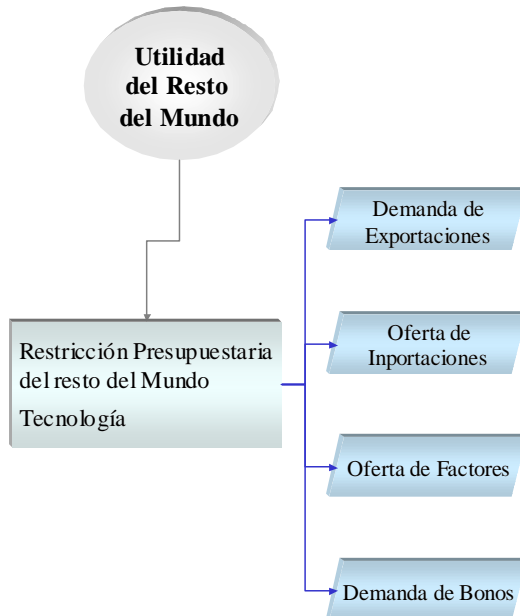 Utilidad
del Resto
del Mundo
Demanda de
Exportaciones
Oferta de
Inportaciones
Restricción Presupuestaria
del resto del Mundo
Tecnología
Oferta de Factores
Demanda de Bonos